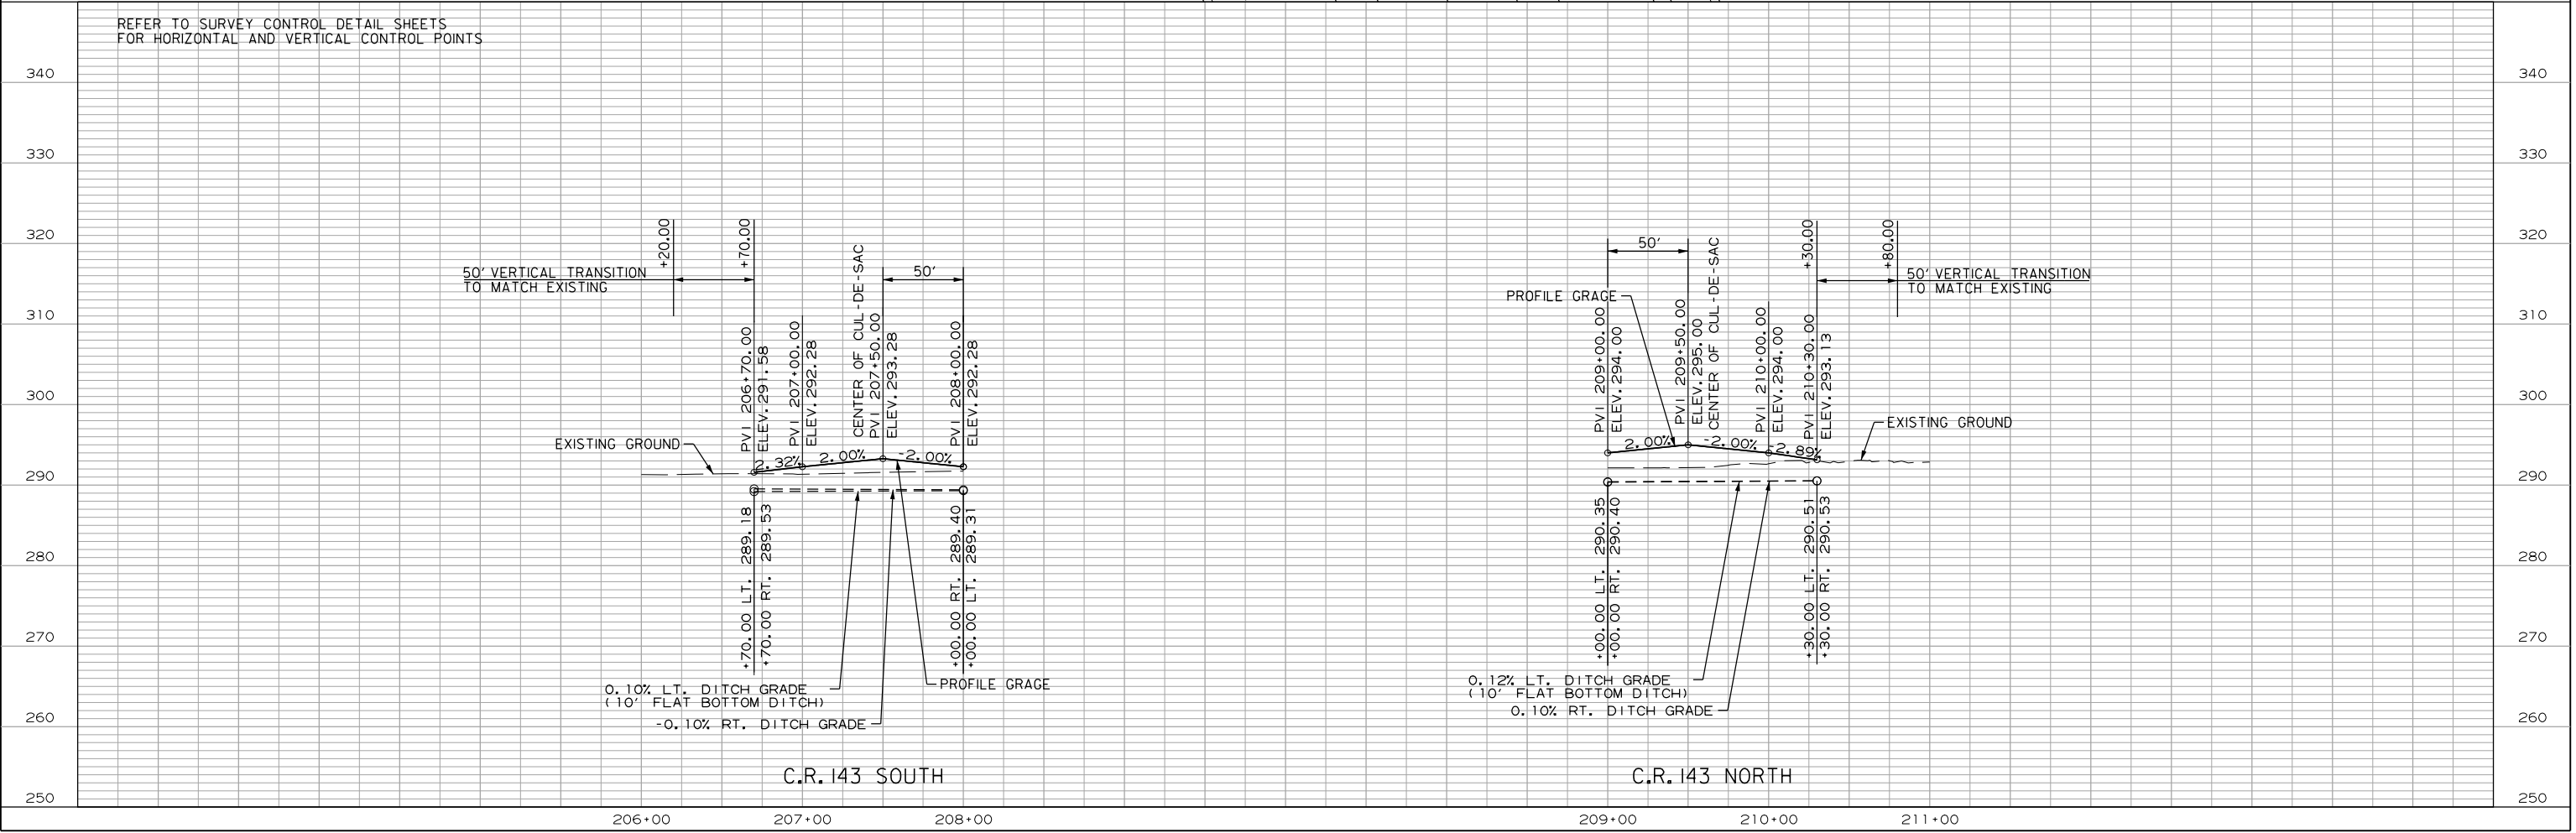 REFER TO SURVEY CONTROL DETAIL SHEETS
FOR HORIZONTAL AND VERTICAL CONTROL POINTS
340
330
320
310
300
290
280
270
260
250
50' VERTICAL TRANSITION
TO MATCH EXISTING
+20.00
+70.00
PVI 206+70.00
ELEV.291.58
PVI 207+00.00
ELEV.292.28
CENTER OF CUL-DE-SAC
PVI 207+50.00
ELEV.293.28
50'
PVI 208+00.00
ELEV.292.28
EXISTING GROUND
2.32%
2.00%
-2.00%
+70.00 LT. 289.18
+70.00 RT. 289.53
+00.00 RT. 289.40
+00.00 LT. 289.31
0.10% LT. DITCH GRADE
(10' FLAT BOTTOM DITCH)
-0.10% RT. DITCH GRADE
PROFILE GRAGE
C.R. 143 SOUTH
50'
PROFILE GRAGE
PVI 209+00.00
ELEV.294.00
PVI 209+50.00
ELEV.295.00
CENTER OF CUL-DE-SAC
PVI 210+00.00
ELEV.294.00
PVI 210+30.00
ELEV.293.13
+30.00
+80.00
50' VERTICAL TRANSITION
TO MATCH EXISTING
EXISTING GROUND
2.00%
-2.00%
-2.89%
+00.00 LT. 290.35
+00.00 RT. 290.40
+30.00 LT. 290.51
+30.00 RT. 290.53
0.12% LT. DITCH GRADE
(10' FLAT BOTTOM DITCH)
0.10% RT. DITCH GRADE
C.R. 143 NORTH
340
330
320
310
300
290
280
270
260
250
206+00
207+00
208+00
209+00
210+00
211+00